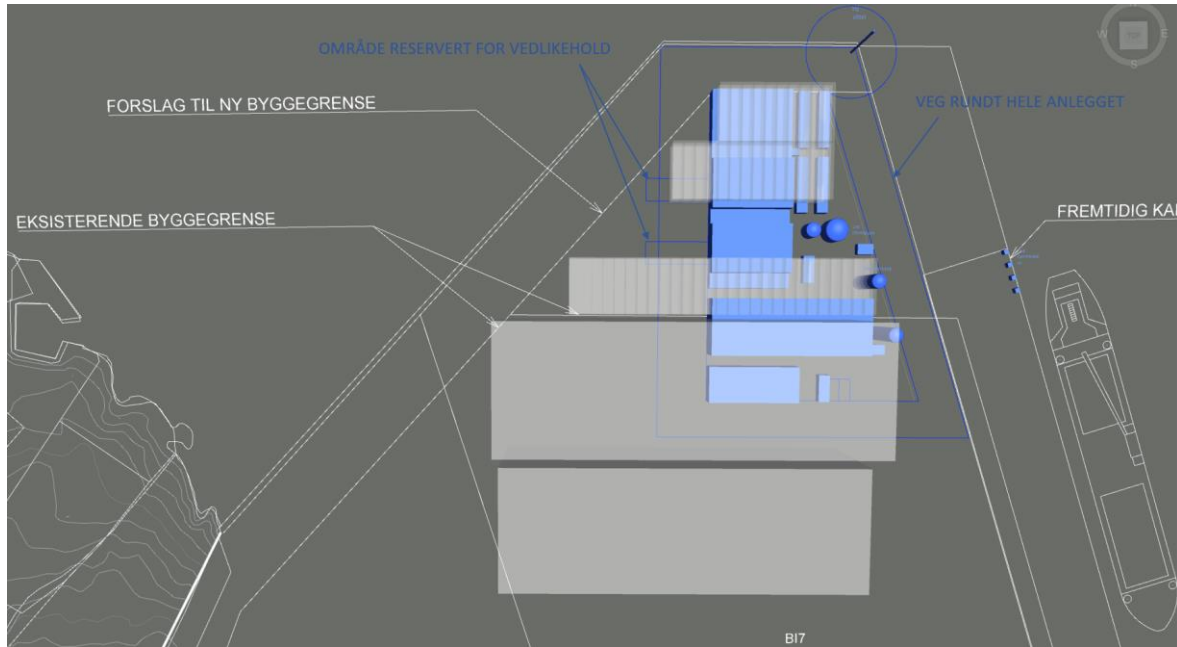 OMRÅDE RESERVERT FOR VEDLIKEHOLD
FORSLAG TIL NY BYGGEGRENSE
VEG RUNDT HELE ANLEGGET
EKSISTERENDE BYGGEGRENSE
FREMTIDIG KAI
BI7
W
E
S